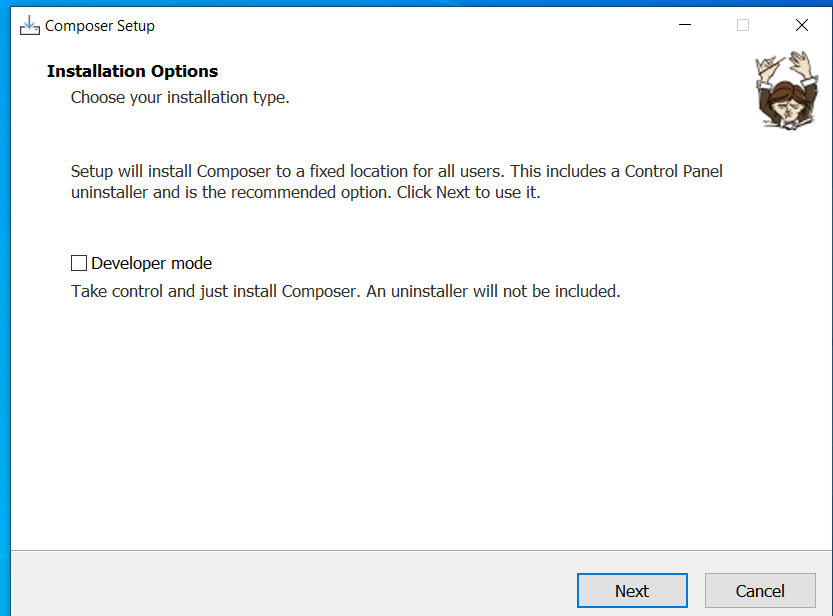 Composer Setup
Installation Options
Choose your installation type.
Setup will install Composer to a fixed location for all users. This includes a Control Panel
uninstaller and is the recommended option. Click Next to use it.
Developer mode
Take control and just install Composer. An uninstaller will not be included.
Next
Cancel